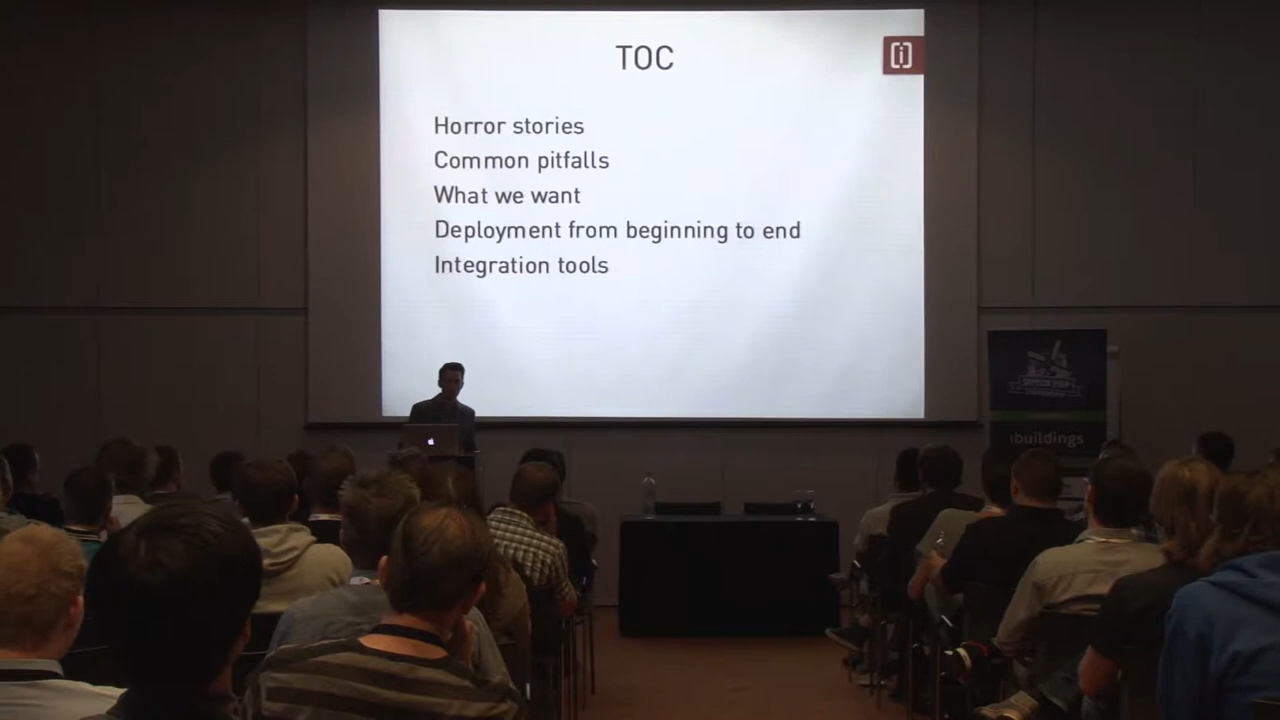 TOC
[i]
Horror stories
Common pitfalls
What we want
Deployment from beginning to end
Integration tools
ibuildings